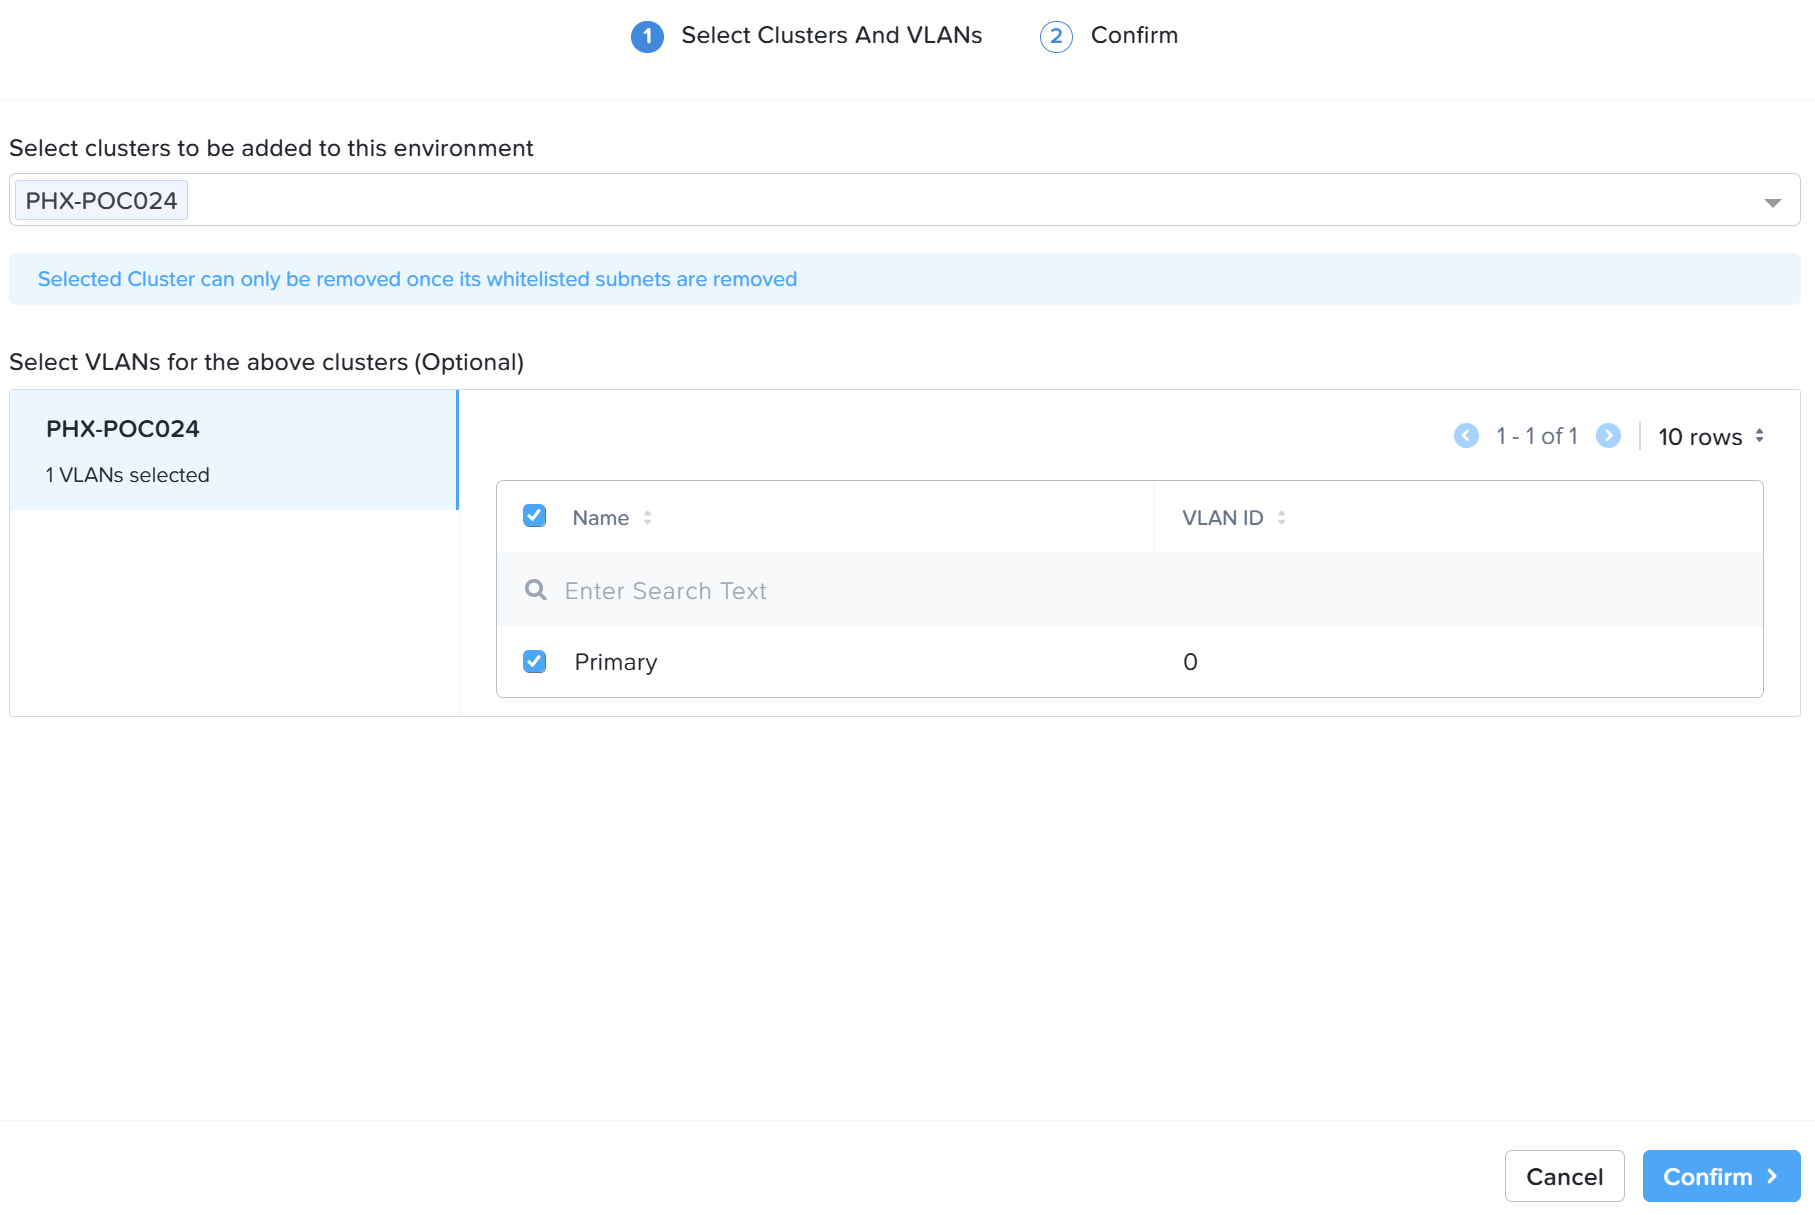 1 Select Clusters And VLANs 2 Confirm
Select clusters to be added to this environment
PHX-POC024
Selected Cluster can only be removed once its whitelisted subnets are removed
Select VLANs for the above clusters (Optional)
PHX-POC024
1 VLANs selected
1 - 1 of 1 10 rows
Name VLAN ID
Enter Search Text
Primary 0
Cancel Confirm